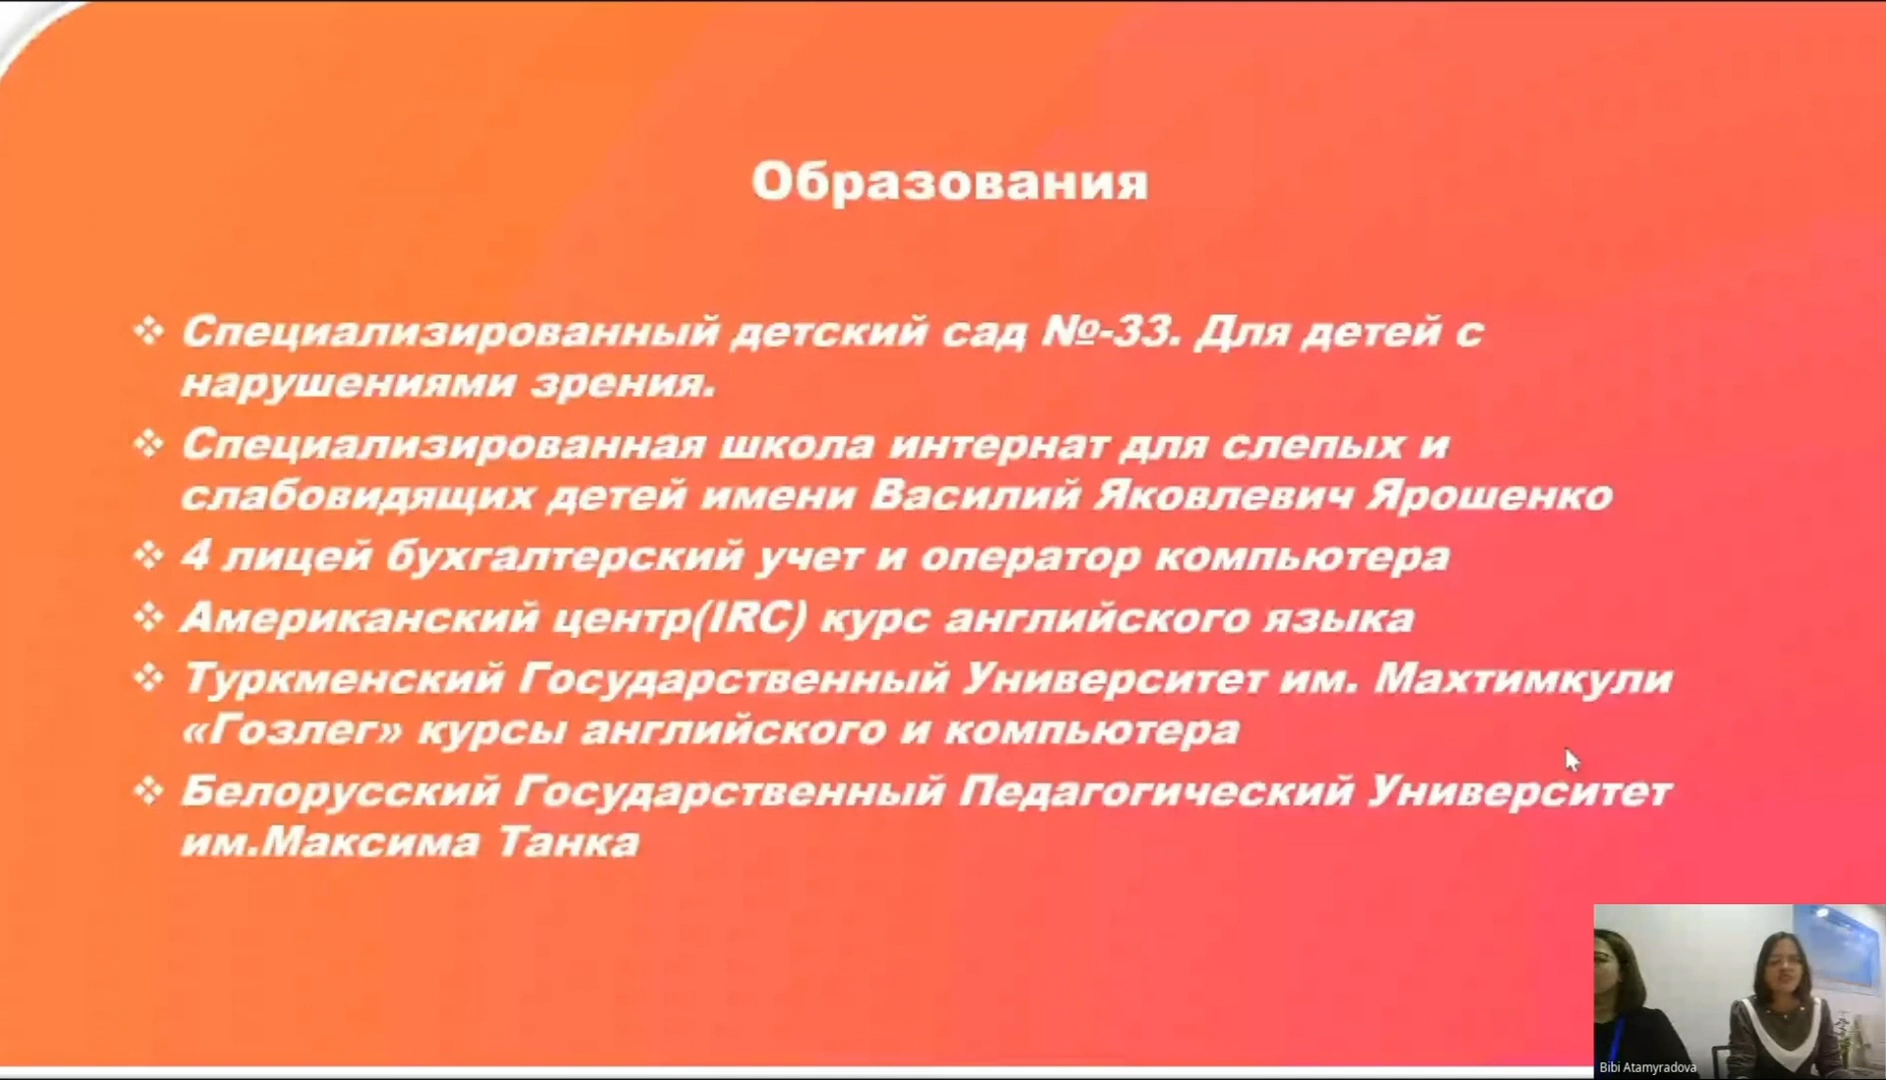 Образования
❖ Специализированный детский сад №-33. Для детей с
нарушениями зрения.
❖ Специализированная школа интернат для слепых и
слабовидящих детей имени Василий Яковлевич Ярошенко
❖ 4 лицей бухгалтерский учет и оператор компьютера
❖ Американский центр(IRC) курс английского языка
❖ Туркменский Государственный Университет им. Махтимкули
«Гозлег» курсы английского и компьютера
❖ Белорусский Государственный Педагогический Университет
им.Максима Танка
Bibi Atamyradova